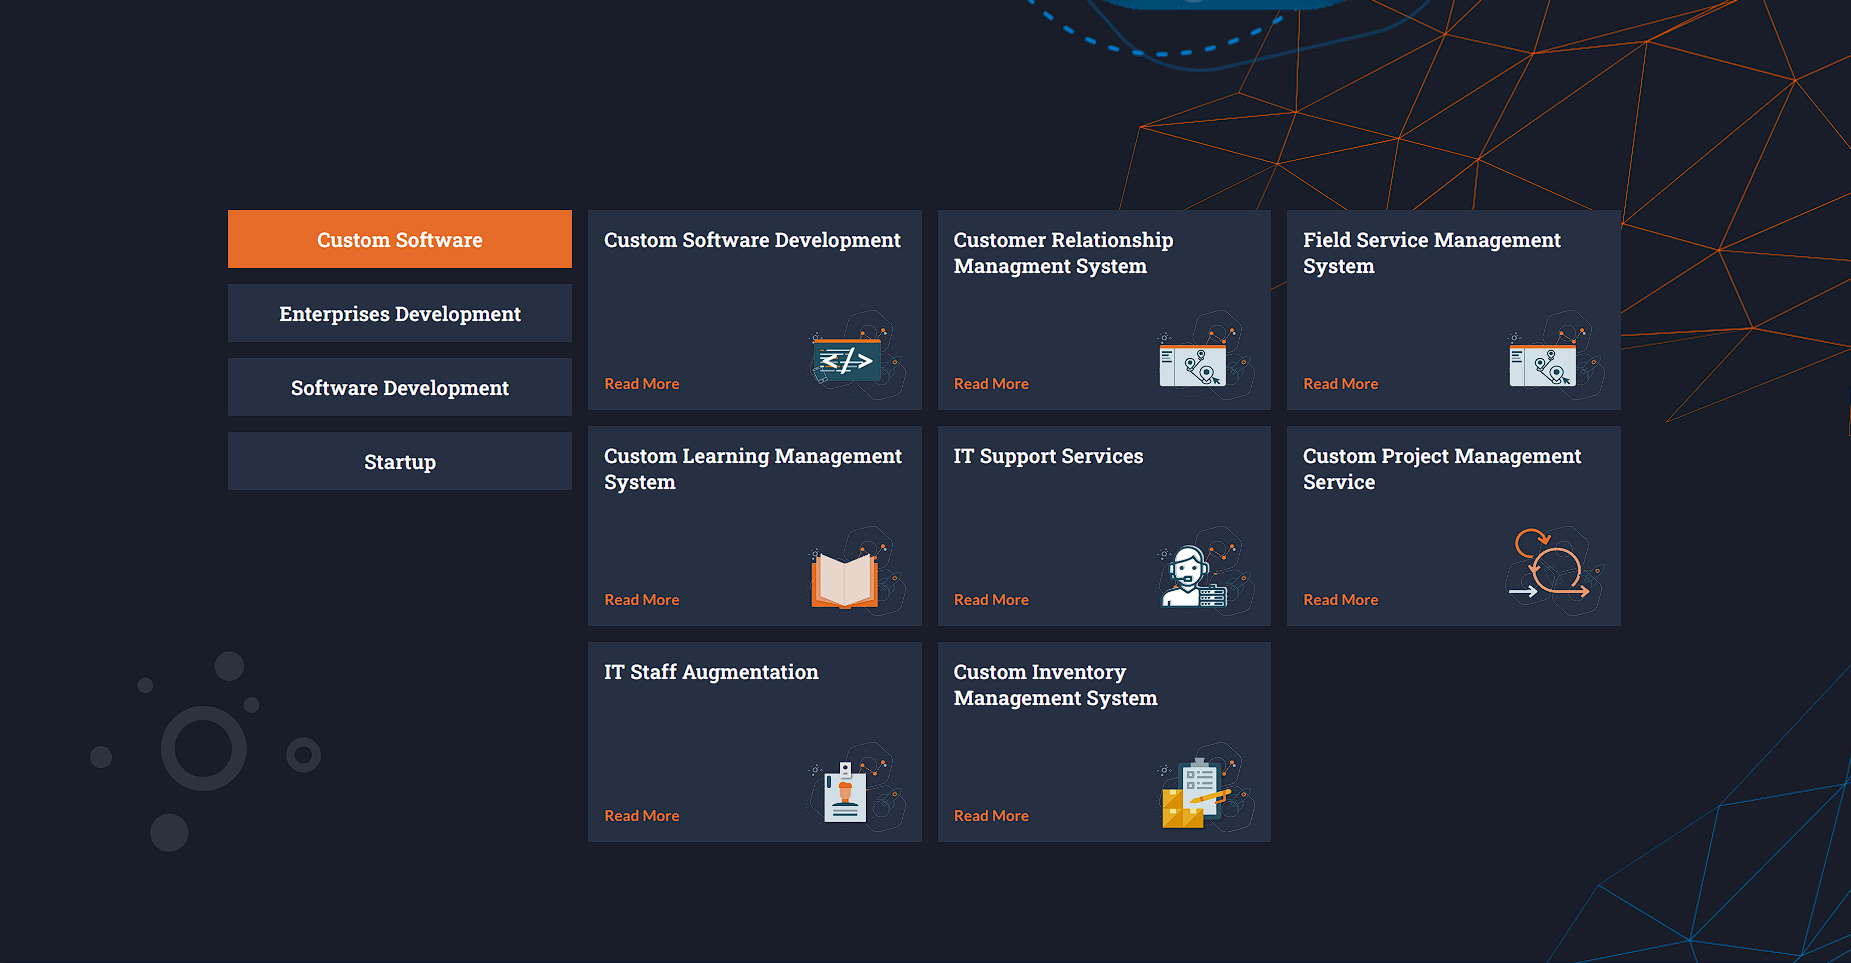 Custom Software
Enterprises Development
Software Development
Startup
Custom Software Development
Read More
Customer Relationship
Managment System
Read More
Field Service Management
System
Read More
Custom Learning Management
System
Read More
IT Support Services
Read More
Custom Project Management
Service
Read More
IT Staff Augmentation
Read More
Custom Inventory
Management System
Read More